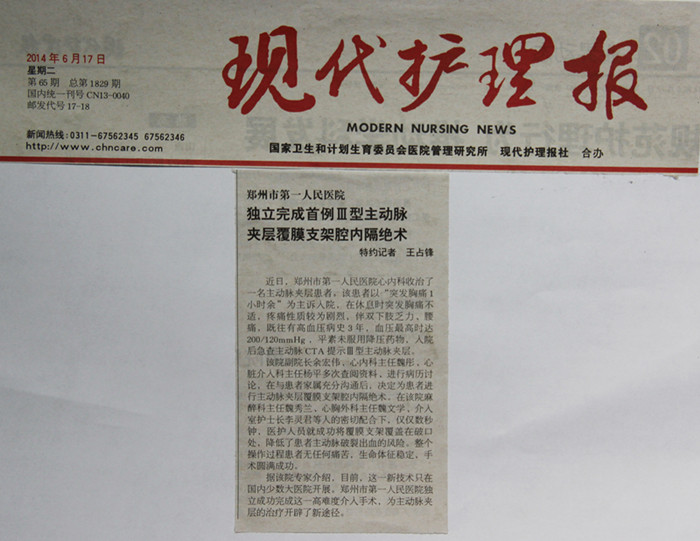 2014年6月17日
星期二
第65期 总第1829期
国内统一刊号CN13-0040
邮发代号17-18
新闻热线:0311-67562345 67562346
http://www.chncare.com
现代护理报
MODERN NURSING NEWS
国家卫生和计划生育委员会医院管理研究所 现代护理报社 合办
郑州市第一人民医院
独立完成首例Ⅲ型主动脉
夹层覆膜支架腔内隔绝术
特约记者 王占锋
近日，郑州市第一人民医院心内科收治了
一名主动脉夹层患者。该患者以“突发胸痛1
小时余”为主诉入院，在休息时突发胸痛不
适，疼痛性质较为剧烈，伴双下肢乏力、腰
痛，既往有高血压病史3年，血压最高时达
200/120mmHg，平素未服用降压药物，入院
后急查主动脉CTA提示Ⅲ型主动脉夹层。
该院副院长余宏伟、心内科主任魏彤、心
脏介入科主任杨平多次查阅资料，进行病历讨
论，在与患者家属充分沟通后，决定为患者进
行主动脉夹层覆膜支架腔内隔绝术。在该院麻
醉科主任魏秀兰、心胸外科主任魏文学、介入
室护士长李灵君等人的密切配合下，仅仅数秒
钟，医护人员就成功将覆膜支架覆盖在破口
处，降低了患者主动脉破裂出血的风险。整个
操作过程患者无任何痛苦，生命体征稳定，手
术圆满成功。
据该院专家介绍，目前，这一新技术只在
国内少数大医院开展，郑州市第一人民医院独
立成功完成这一高难度介入手术，为主动脉夹
层的治疗开辟了新途径。